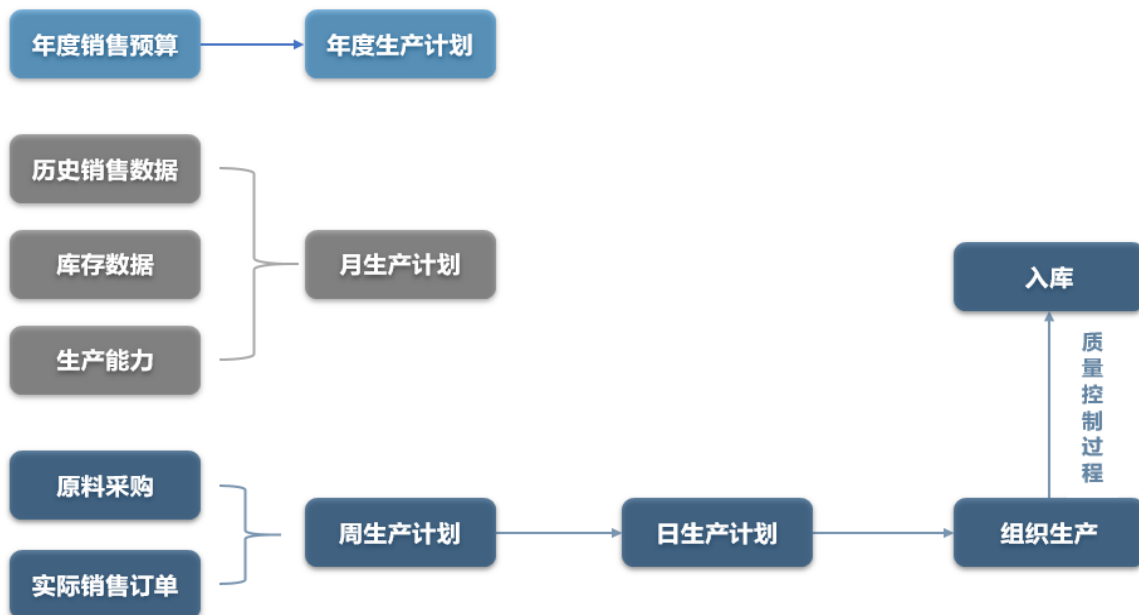 年度销售预算
年度生产计划
历史销售数据
库存数据
月生产计划
生产能力
入库
质量控制过程
原料采购
周生产计划
日生产计划
组织生产
实际销售订单